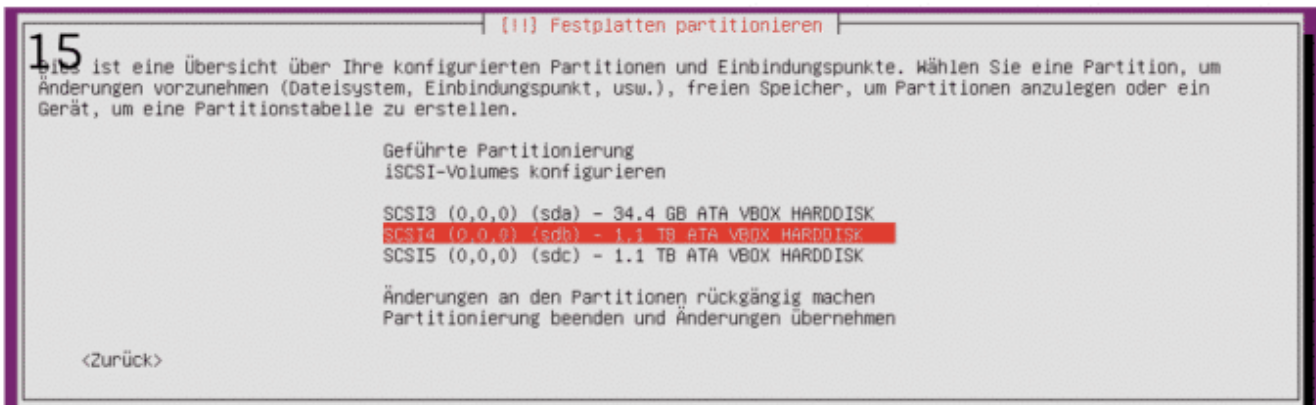 [!!] Festplatten partitionieren
15
Dies ist eine Übersicht über Ihre konfigurierten Partitionen und Einbindungspunkte. Wählen Sie eine Partition, um
Änderungen vorzunehmen (Dateisystem, Einbindungspunkt, usw.), freien Speicher, um Partitionen anzulegen oder ein
Gerät, um eine Partitionstabelle zu erstellen.
Geführte Partitionierung
iSCSI-Volumes konfigurieren
SCSI3 (0,0,0) (sda) - 34.4 GB ATA VBOX HARDDISK
SCSI4 (0,0,0) (sdb) - 1.1 TB ATA VBOX HARDDISK
SCSI5 (0,0,0) (sdc) - 1.1 TB ATA VBOX HARDDISK
Änderungen an den Partitionen rückgängig machen
Partitionierung beenden und Änderungen übernehmen
<Zurück>